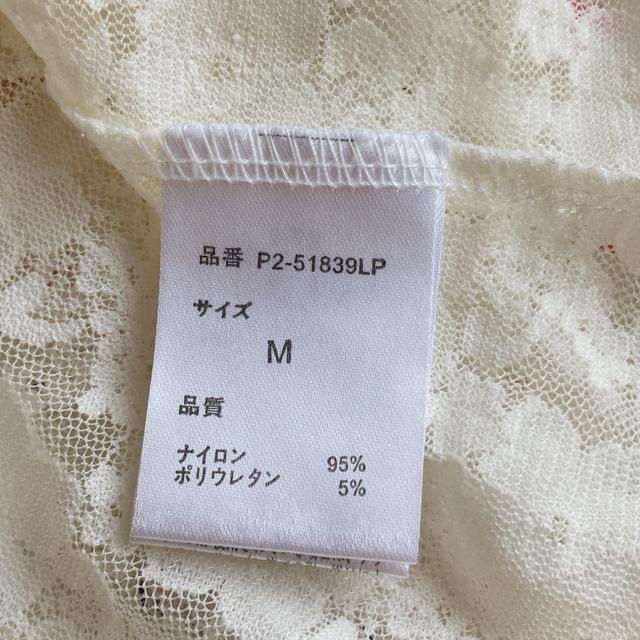 品番 P2-51839LP
サイズ
M
品質
ナイロン 95%
ポリウレタン 5%